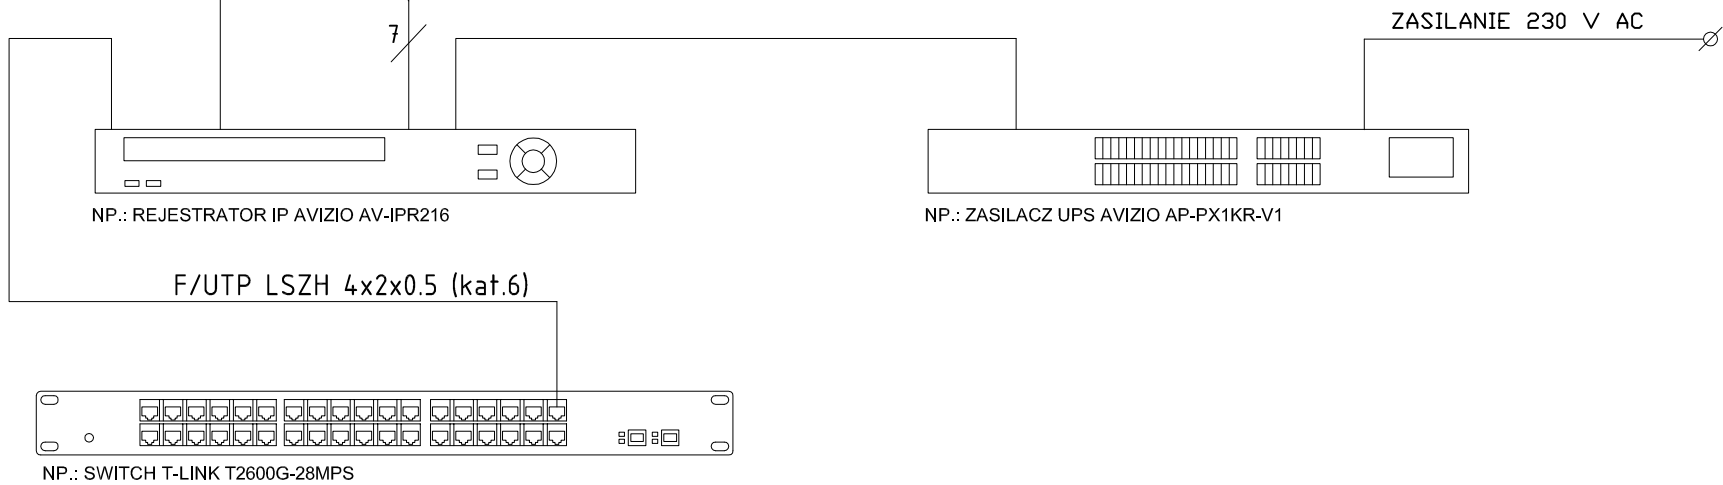 ZASILANIE 230 V AC
7
NP.: REJESTRATOR IP AVIZIO AV-IPR216
NP.: ZASILACZ UPS AVIZIO AP-PX1KR-V1
F/UTP LSZH 4x2x0.5 (kat.6)
NP.: SWITCH T-LINK T2600G-28MPS